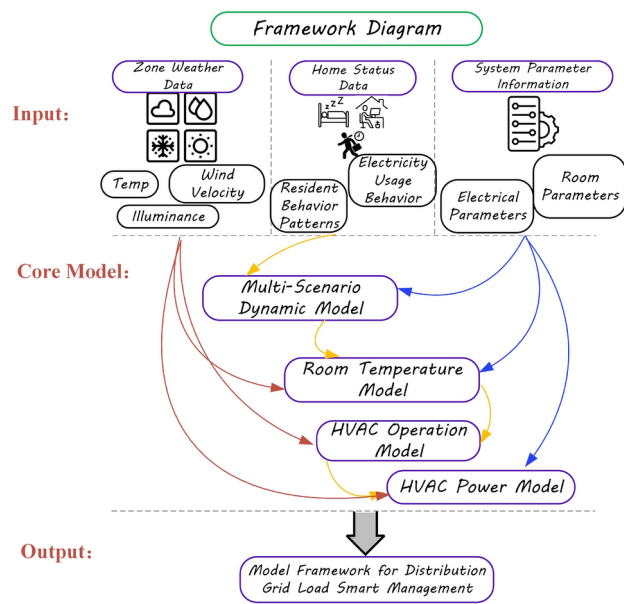 Framework Diagram
Zone Weather
Data
Home Status
Data
System Parameter
Information
Input:
zzZ
Temp
Wind
Velocity
Illuminance
Resident
Behavior
Patterns
Electricity
Usage
Behavior
Electrical
Parameters
Room
Parameters
Core Model:
Multi-Scenario
Dynamic Model
Room Temperature
Model
HVAC Operation
Model
HVAC Power Model
Output:
Model Framework for Distribution
Grid Load Smart Management